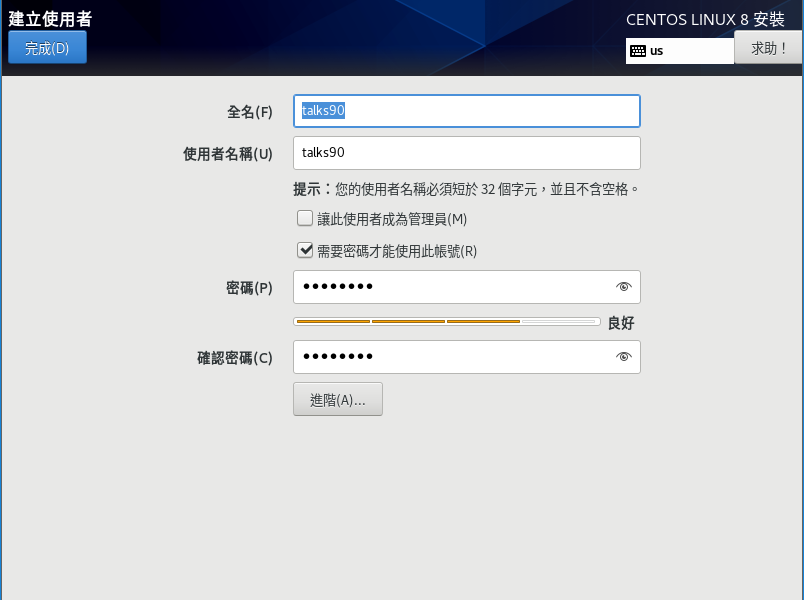 建立使用者
CENTOS LINUX 8 安裝
完成(D)
us
求助！
全名(F)
talks90
使用者名稱(U)
talks90
提示：您的使用者名稱必須短於 32 個字元，並且不含空格。
讓此使用者成為管理員(M)
需要密碼才能使用此帳號(R)
密碼(P)
●●●●●●●●
良好
確認密碼(C)
●●●●●●●●
進階(A)...